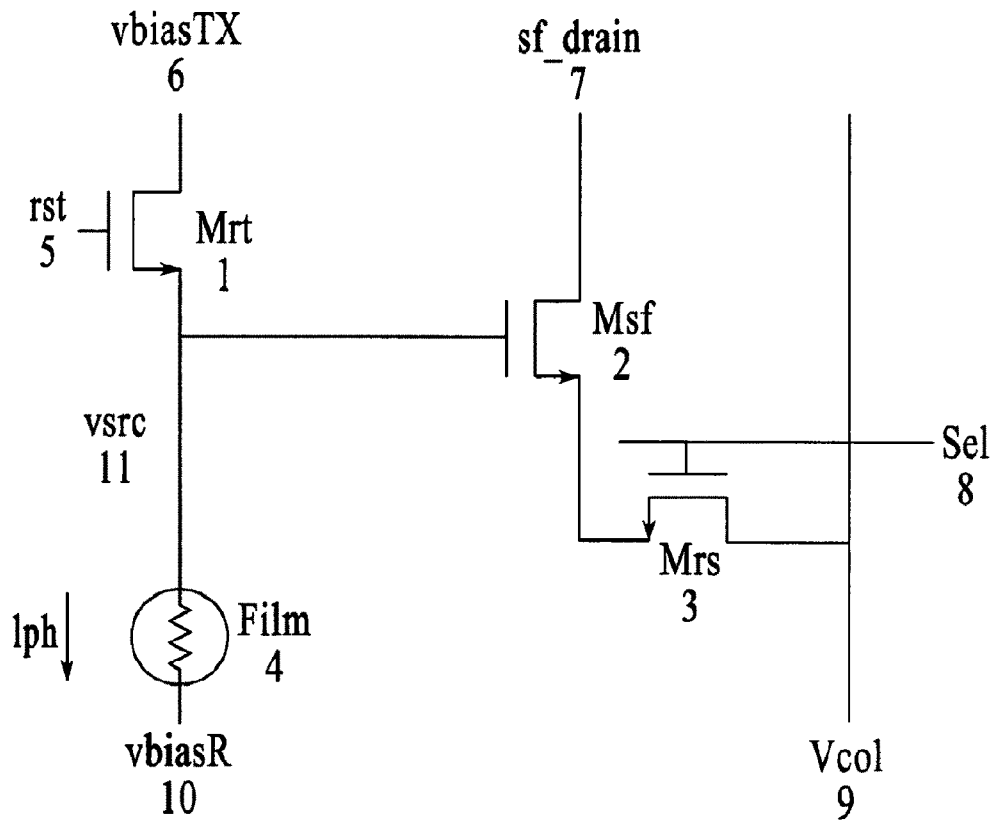 vbiasTX
6
sf_drain
7
rst
5
Mrt
1
Msf
2
vsrc
11
Sel
8
Mrs
3
lph
Film
4
vbiasR
10
Vcol
9